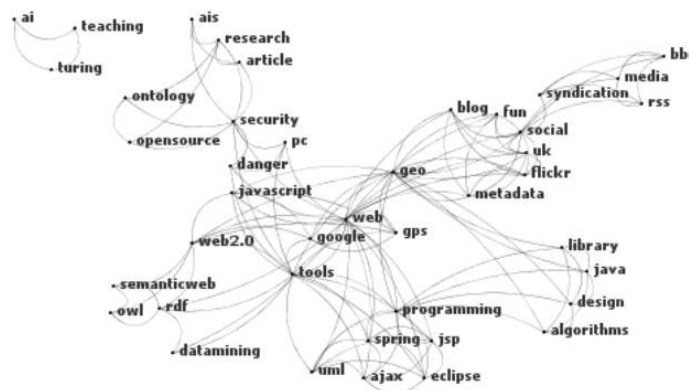 ai
teaching
turing
ais
research
article
ontology
opensource
security
pc
danger
javascript
bb
media
syndication
rss
blog
fun
social
uk
flickr
geo
metadata
web
web2.0
google
gps
tools
library
java
design
algorithms
semanticweb
owl
rdf
datamining
programming
spring
jsp
uml
ajax
eclipse